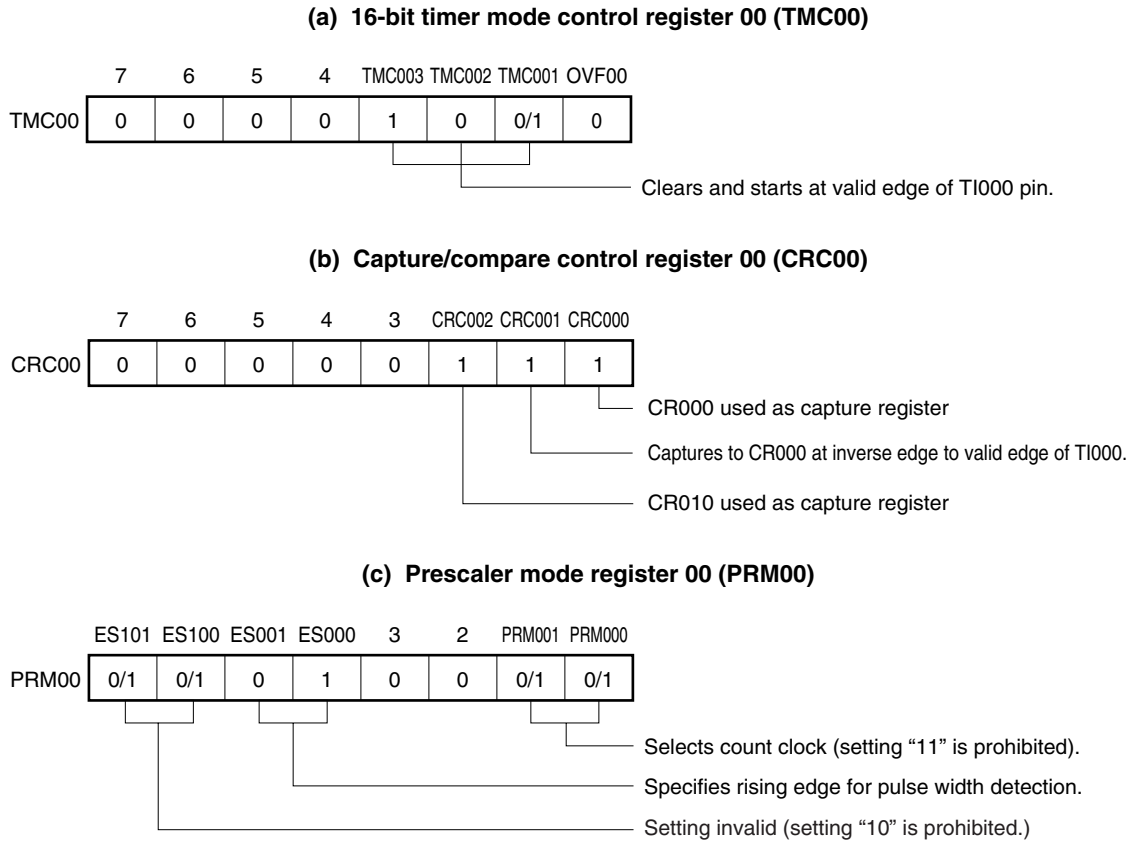 (a) 16-bit timer mode control register 00 (TMC00)
7 6 5 4 TMC003 TMC002 TMC001 OVF00
TMC00 0 0 0 0 1 0 0/1 0
Clears and starts at valid edge of TI000 pin.
(b) Capture/compare control register 00 (CRC00)
7 6 5 4 3 CRC002 CRC001 CRC000
CRC00 0 0 0 0 0 1 1 1
CR000 used as capture register
Captures to CR000 at inverse edge to valid edge of TI000.
CR010 used as capture register
(c) Prescaler mode register 00 (PRM00)
ES101 ES100 ES001 ES000 3 2 PRM001 PRM000
PRM00 0/1 0/1 0 1 0 0 0/1 0/1
Selects count clock (setting “11” is prohibited).
Specifies rising edge for pulse width detection.
Setting invalid (setting “10” is prohibited.)